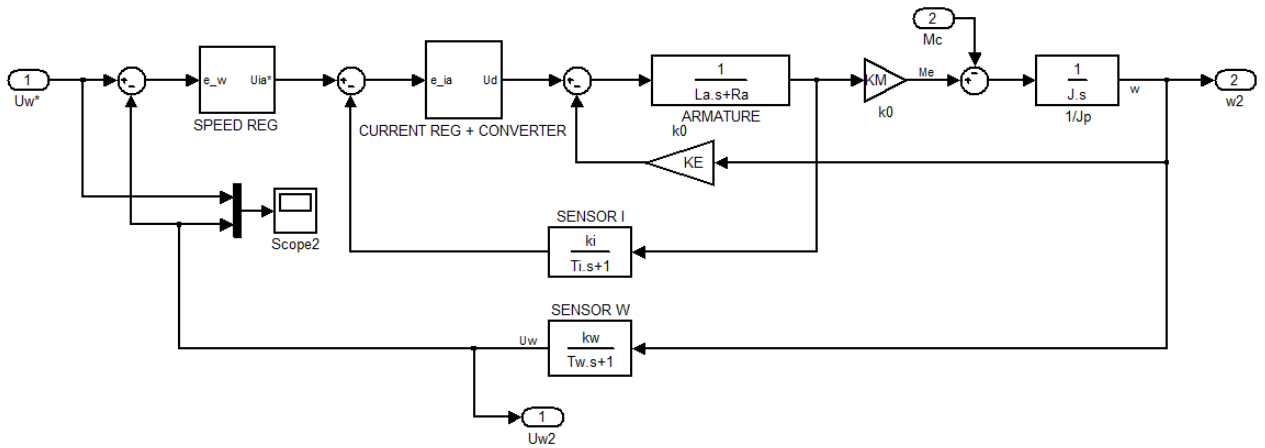 2
Mc
1
Uw*
e_w
Uia*
SPEED REG
e_ia
Ud
CURRENT REG + CONVERTER
1
La.s+Ra
ARMATURE
KM
k0
Me
1
J.s
1/Jp
w
2
w2
k0
KE
Scope2
SENSOR I
ki
Ti.s+1
SENSOR W
kw
Tw.s+1
Uw
1
Uw2